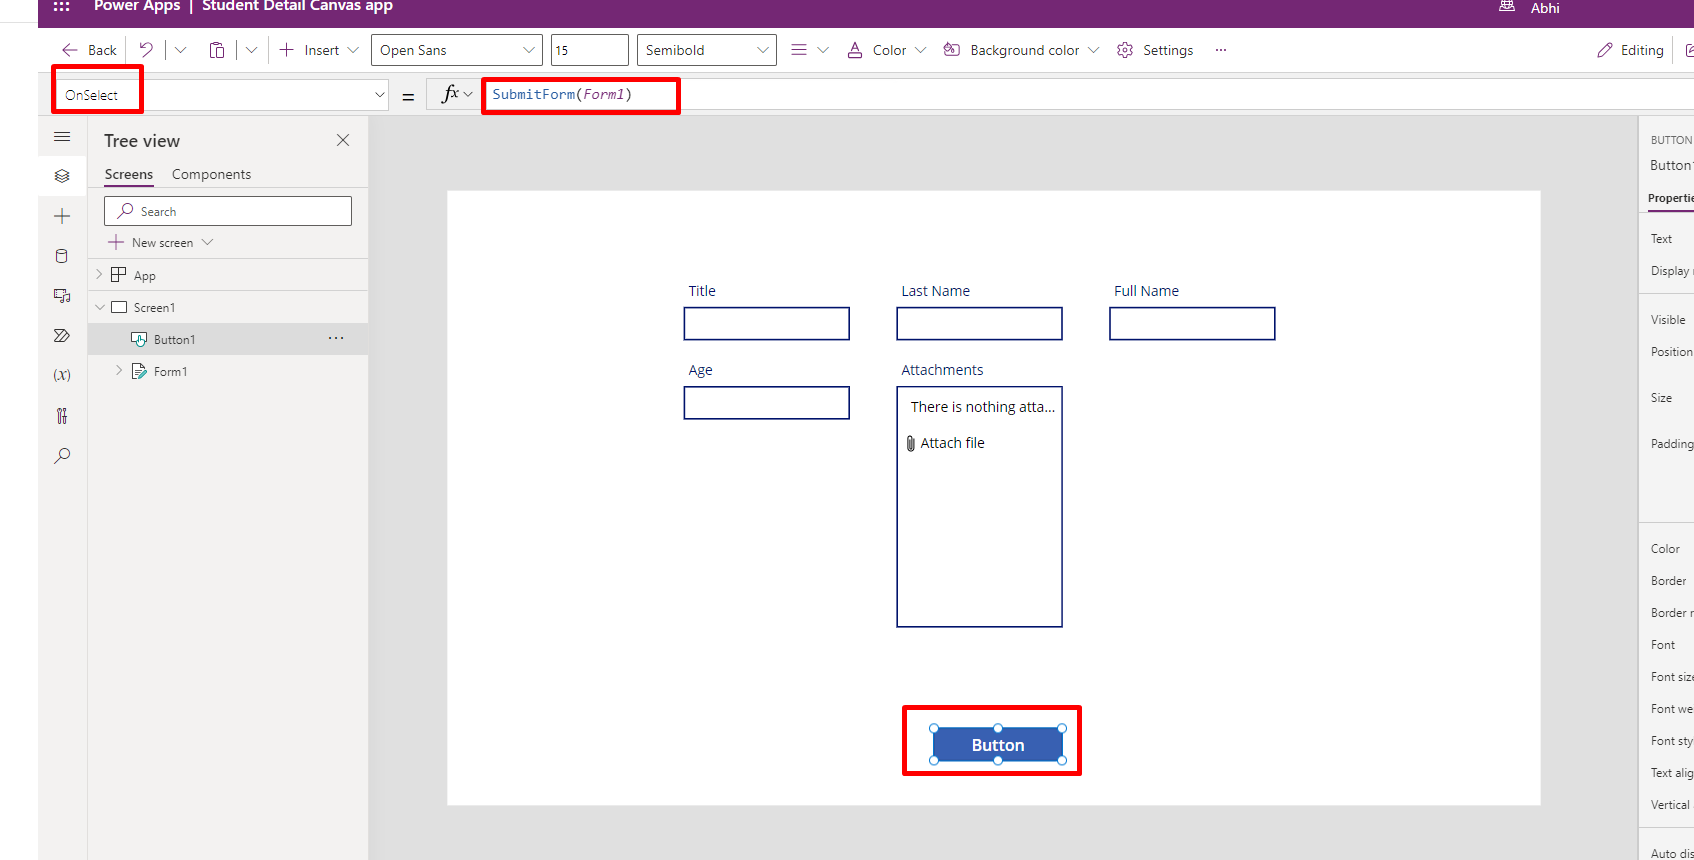 Power Apps | Student Detail Canvas app
Abhi
Back
Insert
Open Sans
15
Semibold
Color
Background color
Settings
...
Editing
OnSelect
=
fx
SubmitForm(Form1)
Tree view
Screens
Components
Search
New screen
App
Screen1
Button1
...
Form1
(x)
Title
Last Name
Full Name
Age
Attachments
There is nothing atta...
Attach file
Button
BUTTON
Button
Properties
Text
Display
Visible
Position
Size
Padding
Color
Border
Border r
Font
Font size
Font we
Font styl
Text alig
Vertical
Auto dis